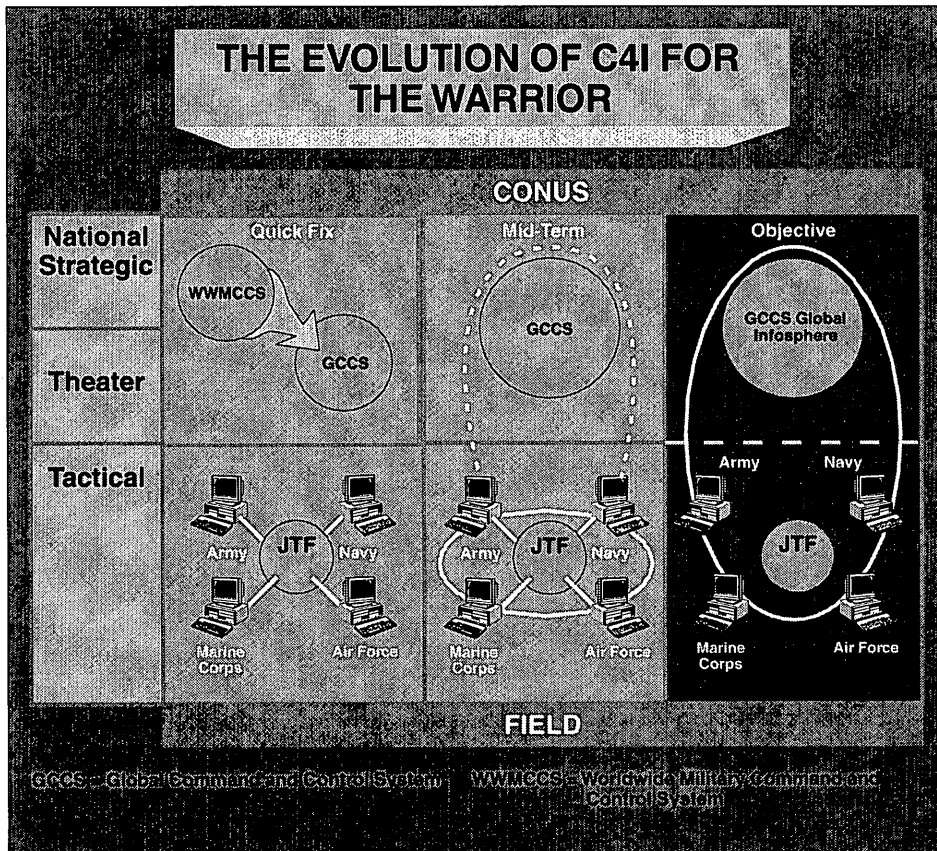 THE EVOLUTION OF C4I FOR
THE WARRIOR
CONUS
National
Strategic
Theater
Tactical
Quick Fix
WWMCCS
GCCS
Army
Navy
JTF
Marine
Corps
Air Force
Mid-Term
GCCS
Army
Navy
JTF
Marine
Corps
Air Force
Objective
GCCS Global
Infosphere
Army
Navy
JTF
Marine
Corps
Air Force
FIELD
GCCS – Global Command and Control System
WWMCCS – Worldwide Military Command and
Control System